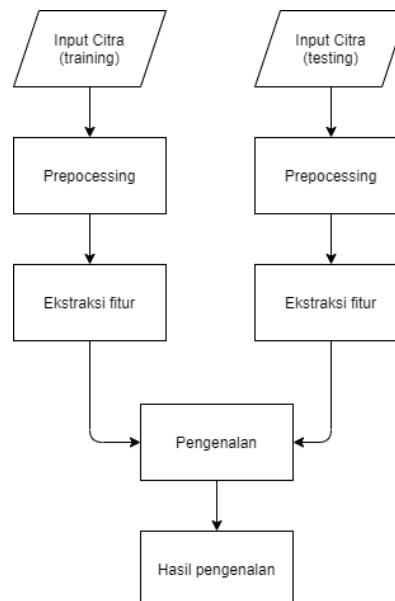 Input Citra
(training)
Input Citra
(testing)
Prepocessing
Prepocessing
Ekstraksi fitur
Ekstraksi fitur
Pengenalan
Hasil pengenalan